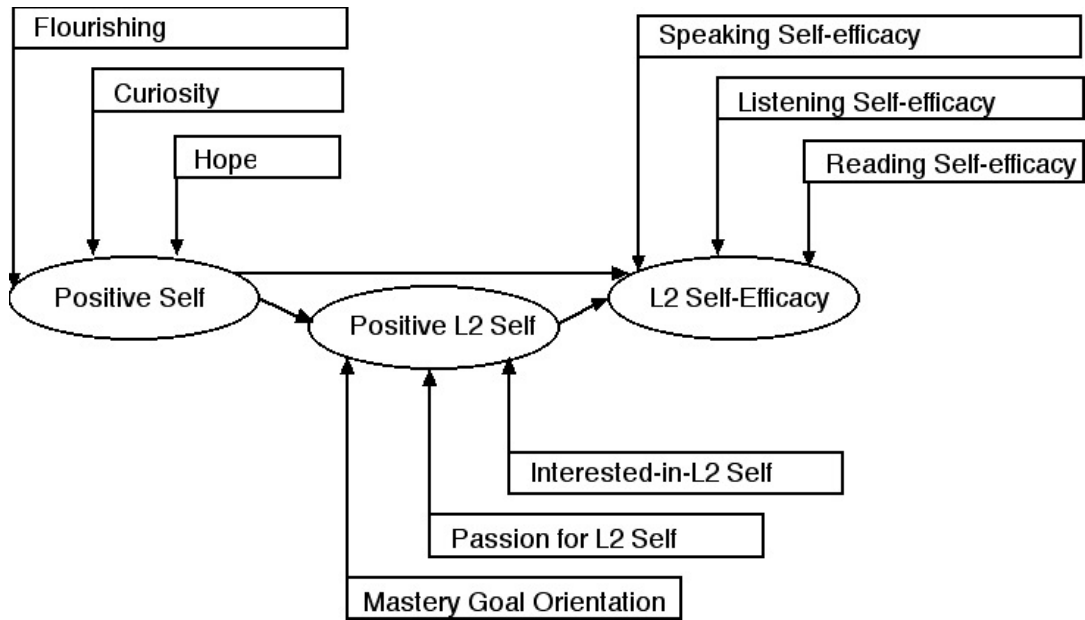 Flourishing
Curiosity
Hope
Speaking Self-efficacy
Listening Self-efficacy
Reading Self-efficacy
Positive Self
Positive L2 Self
L2 Self-Efficacy
Interested-in-L2 Self
Passion for L2 Self
Mastery Goal Orientation